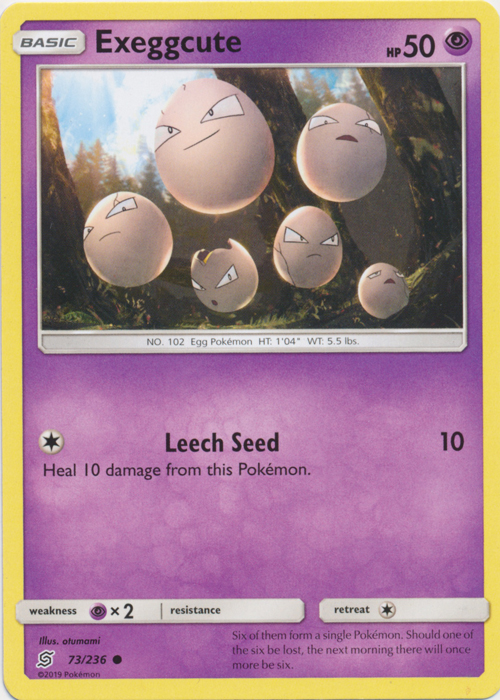 BASIC Exeggcute HP 50
NO. 102 Egg Pokémon HT: 1'04" WT: 5.5 lbs.
Leech Seed 10
Heal 10 damage from this Pokémon.
weakness ×2 resistance retreat
Illus. otumami
73/236
©2019 Pokémon
Six of them form a single Pokémon. Should one of
the six be lost, the next morning there will once
more be six.